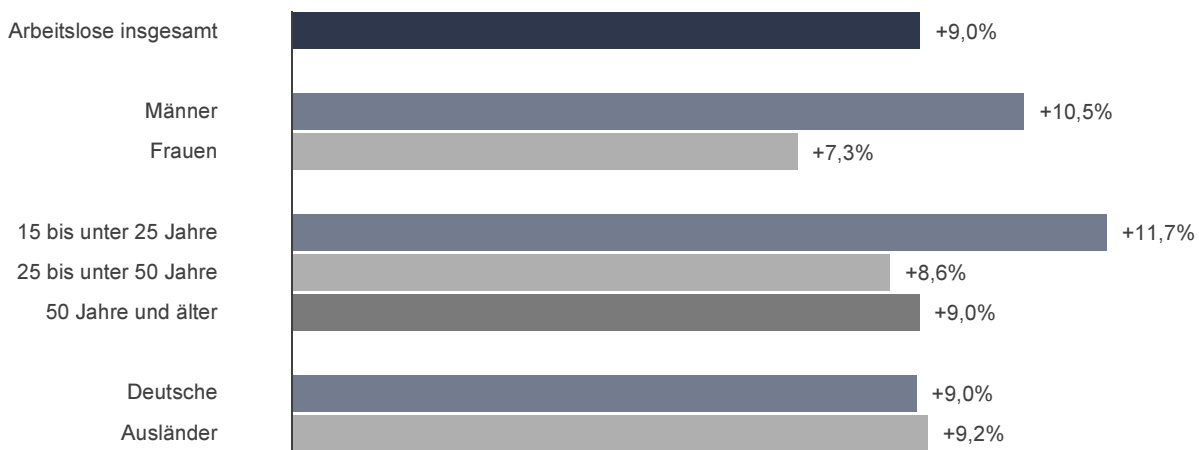 Arbeitslose insgesamt +9,0%
Männer +10,5%
Frauen +7,3%
15 bis unter 25 Jahre +11,7%
25 bis unter 50 Jahre +8,6%
50 Jahre und älter +9,0%
Deutsche +9,0%
Ausländer +9,2%